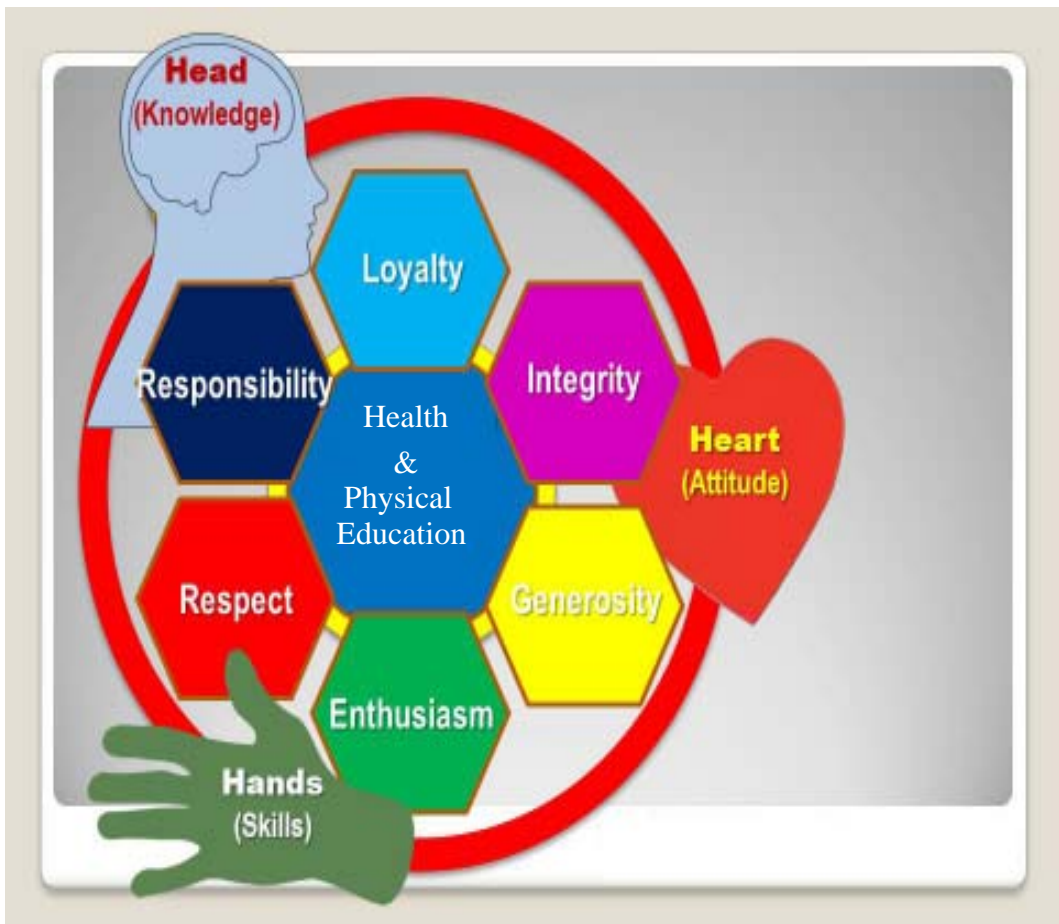 Head
(Knowledge)
Loyalty
Responsibility
Integrity
Health
&
Physical
Education
Heart
(Attitude)
Respect
Generosity
Enthusiasm
Hands
(Skills)